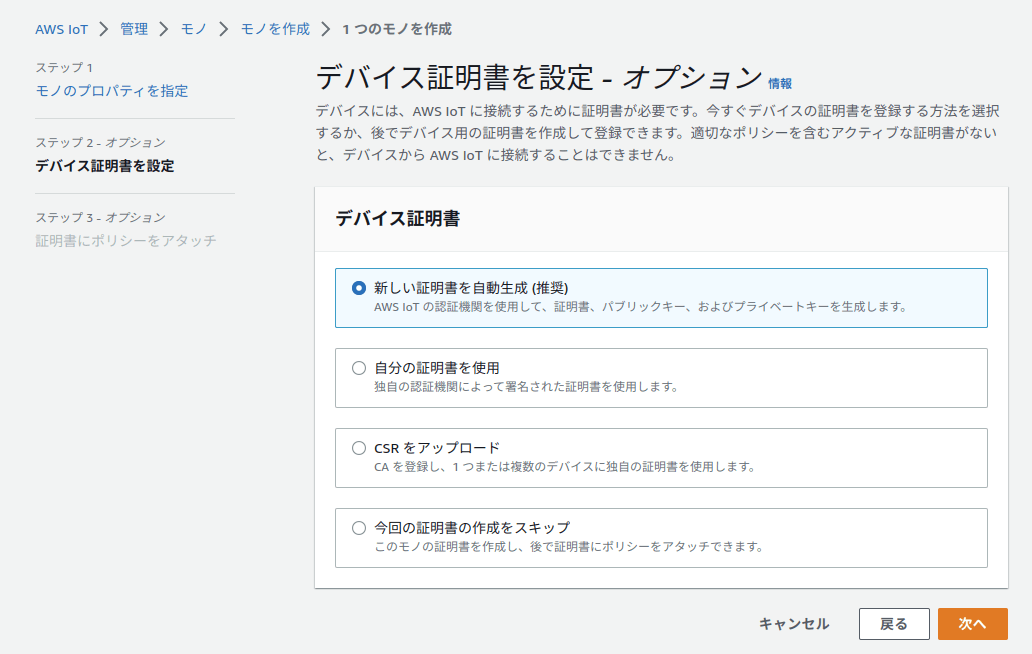 AWS IoT > 管理 > モノ > モノを作成 > 1 つのモノを作成
ステップ 1
モノのプロパティを指定
ステップ 2 - オプション
デバイス証明書を設定
ステップ 3 - オプション
証明書にポリシーをアタッチ
デバイス証明書を設定 - オプション 情報
デバイスには、AWS IoT に接続するために証明書が必要です。今すぐデバイスの証明書を登録する方法を選択
するか、後でデバイス用の証明書を作成して登録できます。適切なポリシーを含むアクティブな証明書がない
と、デバイスから AWS IoT に接続することはできません。
デバイス証明書
新しい証明書を自動生成 (推奨)
AWS IoT の認証機関を使用して、証明書、パブリックキー、およびプライベートキーを生成します。
自分の証明書を使用
独自の認証機関によって署名された証明書を使用します。
CSR をアップロード
CA を登録し、1 つまたは複数のデバイスに独自の証明書を使用します。
今回の証明書の作成をスキップ
このモノの証明書を作成し、後で証明書にポリシーをアタッチできます。
キャンセル 戻る 次へ